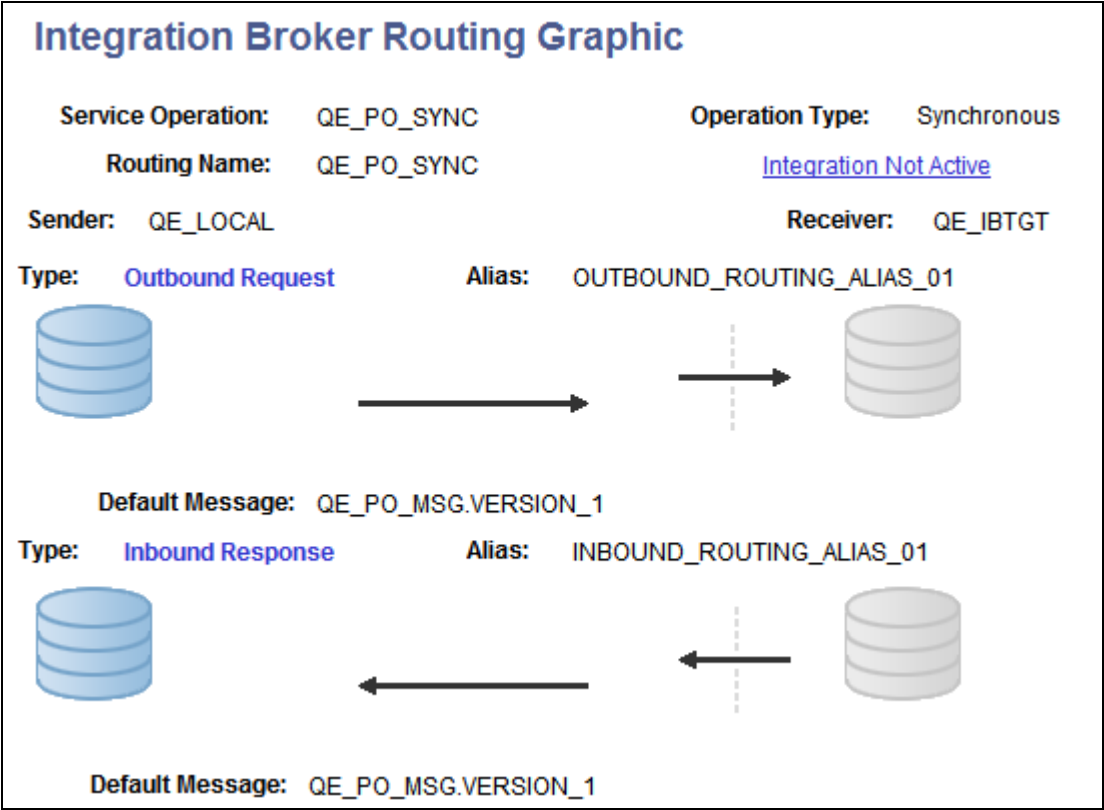 Integration Broker Routing Graphic
Service Operation: QE_PO_SYNC Operation Type: Synchronous
Routing Name: QE_PO_SYNC Integration Not Active
Sender: QE_LOCAL Receiver: QE_IBTGT
Type: Outbound Request Alias: OUTBOUND_ROUTING_ALIAS_01
Default Message: QE_PO_MSG.VERSION_1
Type: Inbound Response Alias: INBOUND_ROUTING_ALIAS_01
Default Message: QE_PO_MSG.VERSION_1